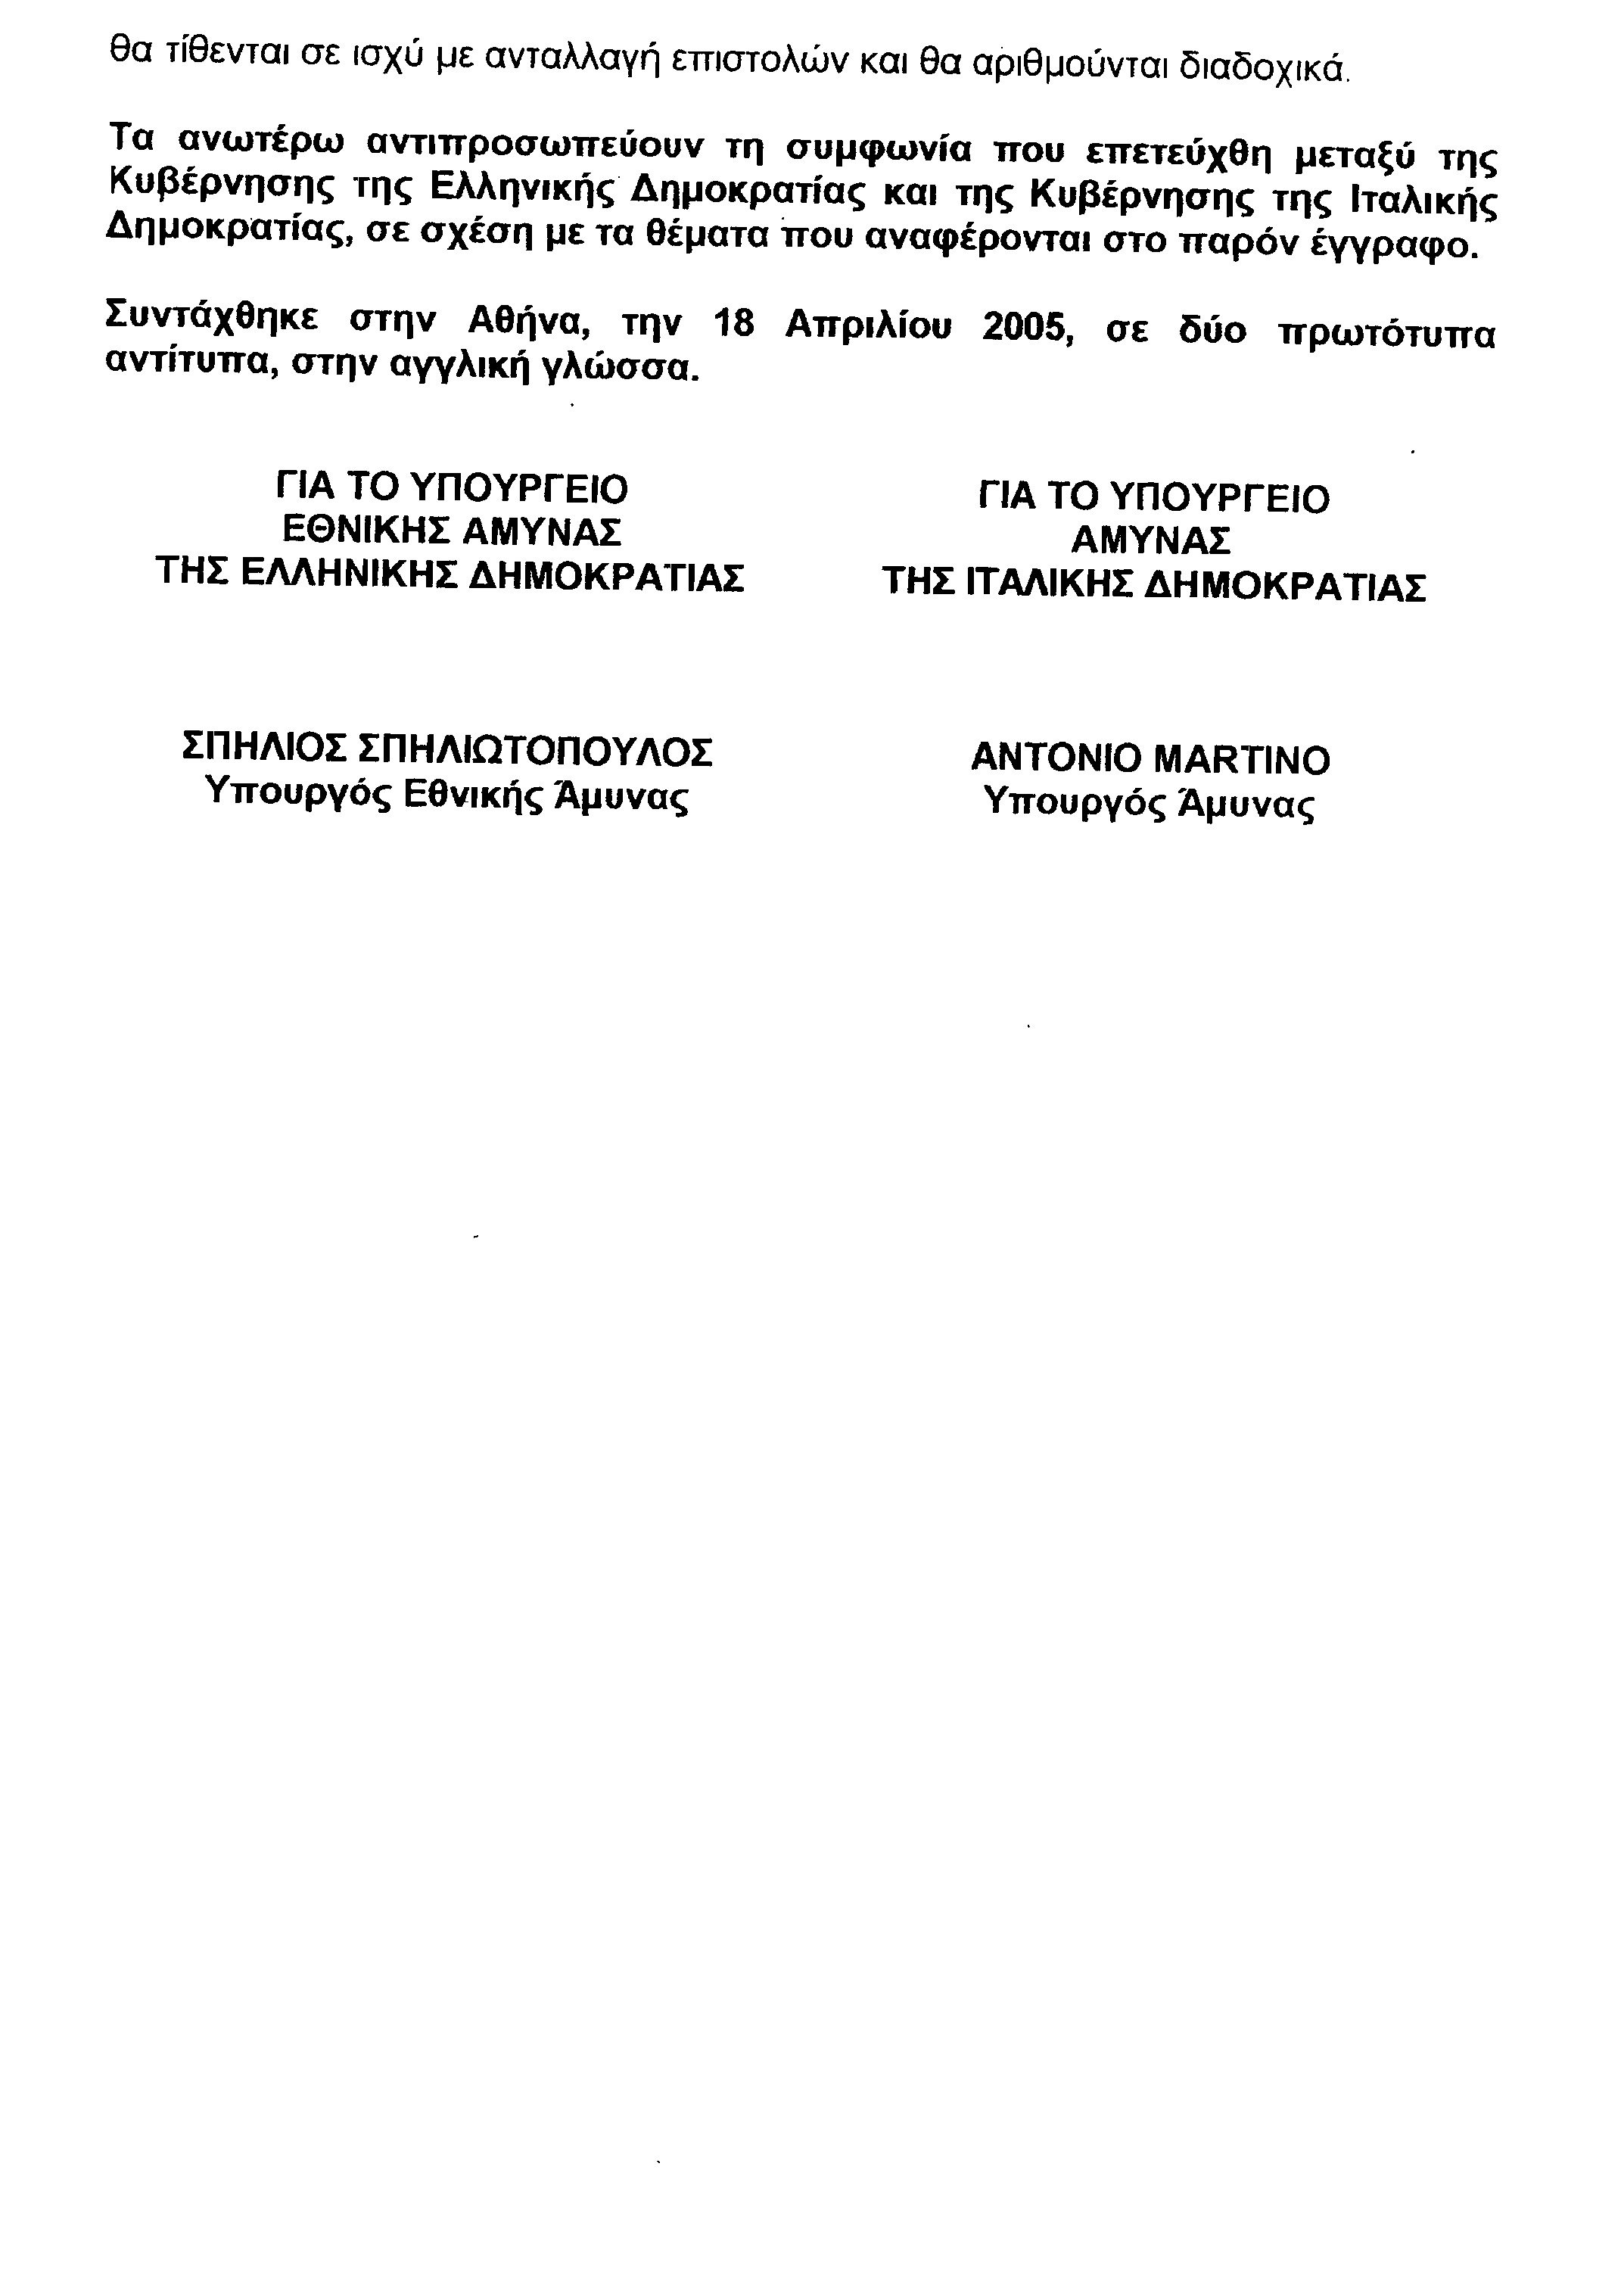 θα τίθενται σε ισχύ με ανταλλαγή επιστολών και θα αριθμούνται διαδοχικά.
Τα ανωτέρω αντιπροσωπεύουν τη συμφωνία που επετεύχθη μεταξύ της
Κυβέρνησης της Ελληνικής Δημοκρατίας και της Κυβέρνησης της Ιταλικής
Δημοκρατίας, σε σχέση με τα θέματα που αναφέρονται στο παρόν έγγραφο.
Συντάχθηκε στην Αθήνα, την 18 Απριλίου 2005, σε δύο πρωτότυπα
αντίτυπα, στην αγγλική γλώσσα.
ΓΙΑ ΤΟ ΥΠΟΥΡΓΕΙΟ
ΕΘΝΙΚΗΣ ΑΜΥΝΑΣ
ΤΗΣ ΕΛΛΗΝΙΚΗΣ ΔΗΜΟΚΡΑΤΙΑΣ
ΓΙΑ ΤΟ ΥΠΟΥΡΓΕΙΟ
ΑΜΥΝΑΣ
ΤΗΣ ΙΤΑΛΙΚΗΣ ΔΗΜΟΚΡΑΤΙΑΣ
ΣΠΗΛΙΟΣ ΣΠΗΛΙΩΤΟΠΟΥΛΟΣ
Υπουργός Εθνικής Άμυνας
ANTONIO MARTINO
Υπουργός Άμυνας